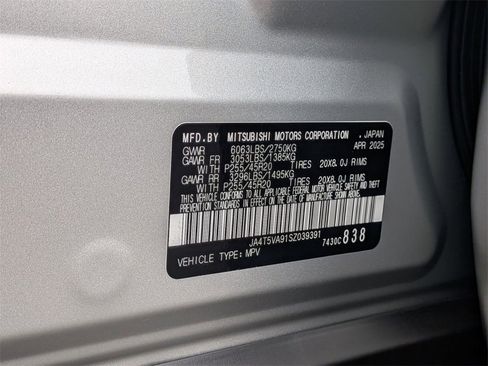 MFD.BY MITSUBISHI MOTORS CORPORATION , JAPAN
GVWR 6063LBS/2750KG APR 2025
GAWR FR 3053LBS/1385KG
WITH P255/45R20 20X8.0J RIMS
GAWR RR 3296LBS/1495KG
WITH P255/45R20 20X8.0J RIMS
THIS VEHICLE CONFORMS TO ALL APPLICABLE FEDERAL MOTOR VEHICLE SAFETY AND THEFT
PREVENTION STANDARDS IN EFFECT ON THE DATE OF MANUFACTURE SHOWN ABOVE.
JA4T5VA91SZ039391 7430C 838
VEHICLE TYPE: MPV